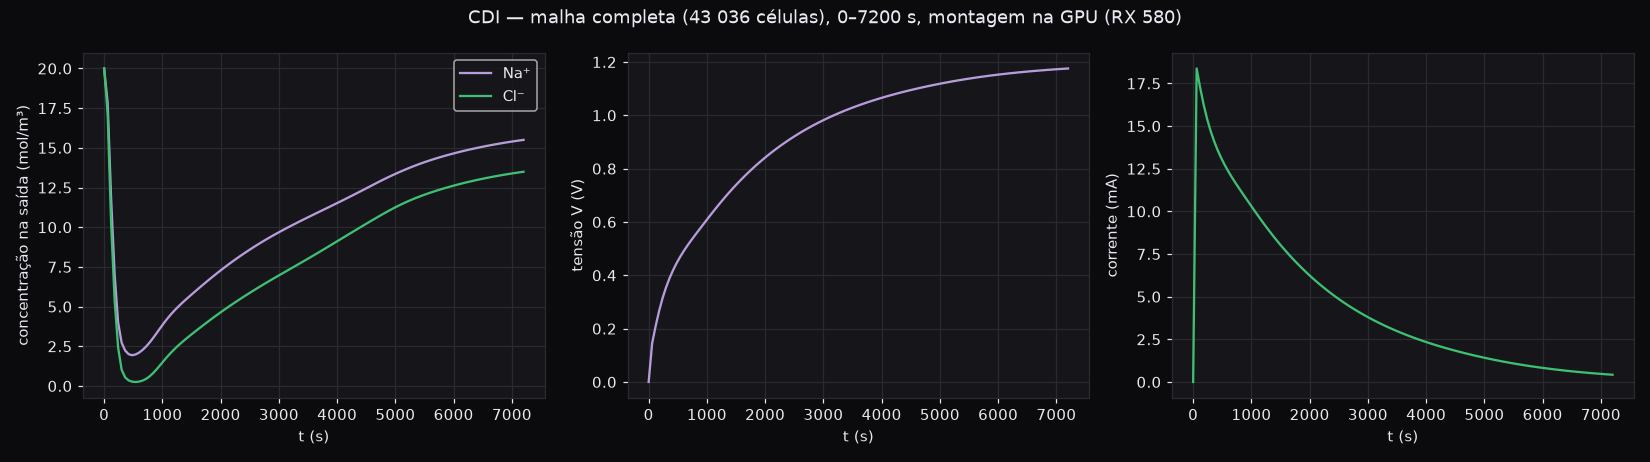 CDI — malha completa (43 036 células), 0–7200 s, montagem na GPU (RX 580)
concentração na saída (mol/m³)
20.0
17.5
15.0
12.5
10.0
7.5
5.0
2.5
0.0
Na⁺
Cl⁻
0 1000 2000 3000 4000 5000 6000 7000
t (s)
tensão V (V)
1.2
1.0
0.8
0.6
0.4
0.2
0.0
0 1000 2000 3000 4000 5000 6000 7000
t (s)
corrente (mA)
17.5
15.0
12.5
10.0
7.5
5.0
2.5
0.0
0 1000 2000 3000 4000 5000 6000 7000
t (s)